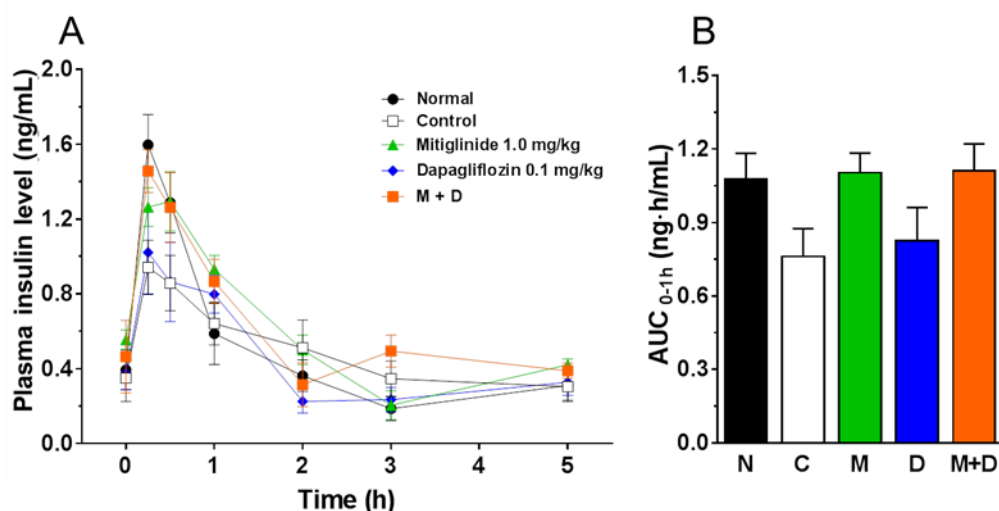 A
Plasma insulin level (ng/mL)
2.0
1.6
1.2
0.8
0.4
0.0
0
1
2
3
4
5
Time (h)
Normal
Control
Mitiglinide 1.0 mg/kg
Dapagliflozin 0.1 mg/kg
M + D
B
AUC 0-1h (ng·h/mL)
1.5
1.2
0.9
0.6
0.3
0.0
N
C
M
D
M+D